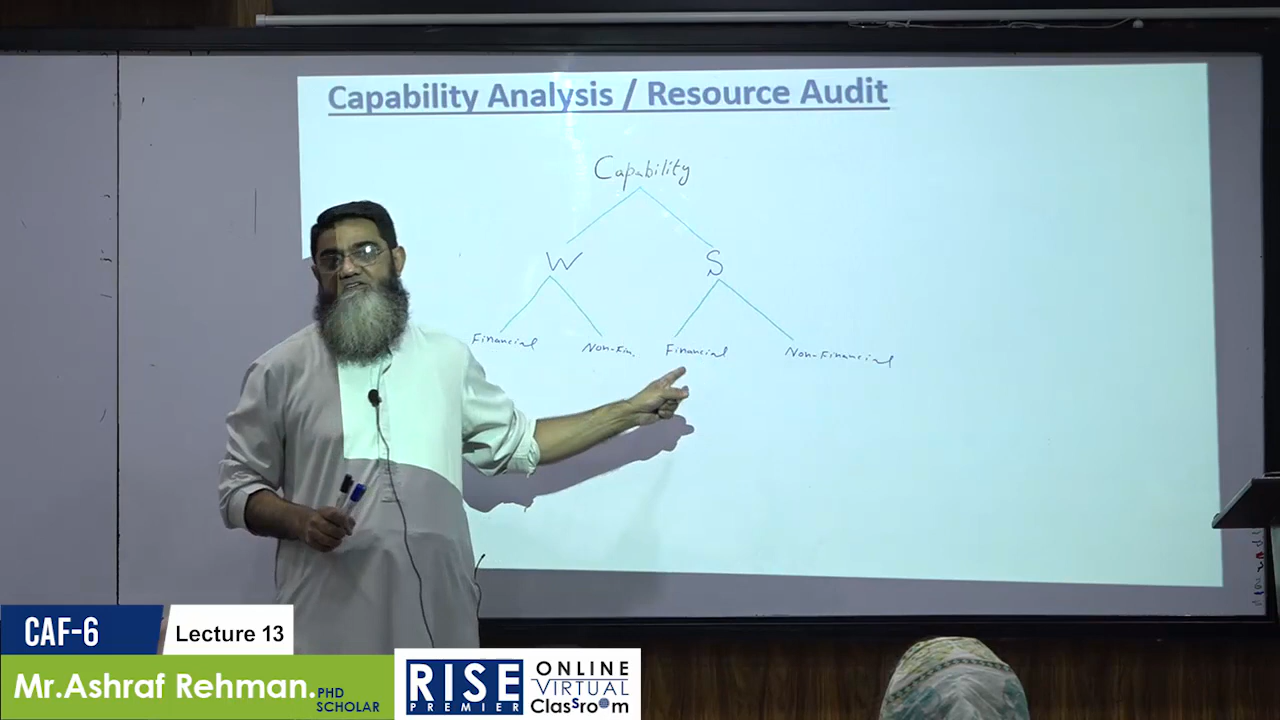 Capability Analysis / Resource Audit
Capability
W S
Financial Non-Fin. Financial Non-Financial
CAF-6 Lecture 13
Mr.Ashraf Rehman. PHD SCHOLAR
RISE PREMIER
ONLINE
VIRTUAL
ClassRoom